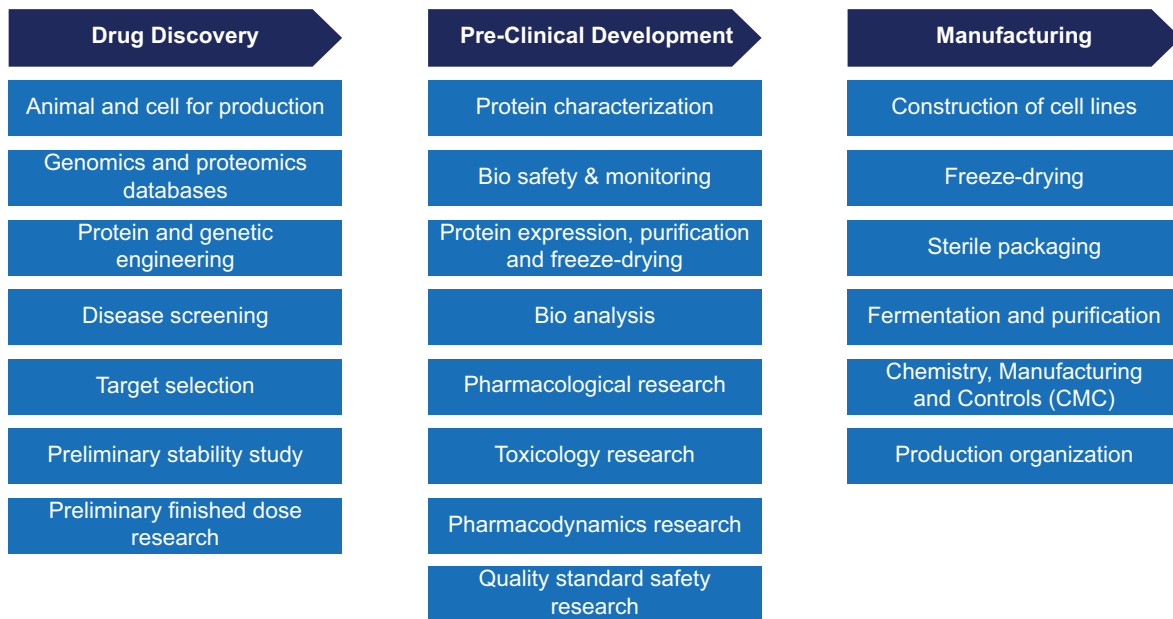 Drug Discovery
Animal and cell for production
Genomics and proteomics
databases
Protein and genetic
engineering
Disease screening
Target selection
Preliminary stability study
Preliminary finished dose
research
Pre-Clinical Development
Protein characterization
Bio safety & monitoring
Protein expression, purification
and freeze-drying
Bio analysis
Pharmacological research
Toxicology research
Pharmacodynamics research
Quality standard safety
research
Manufacturing
Construction of cell lines
Freeze-drying
Sterile packaging
Fermentation and purification
Chemistry, Manufacturing
and Controls (CMC)
Production organization